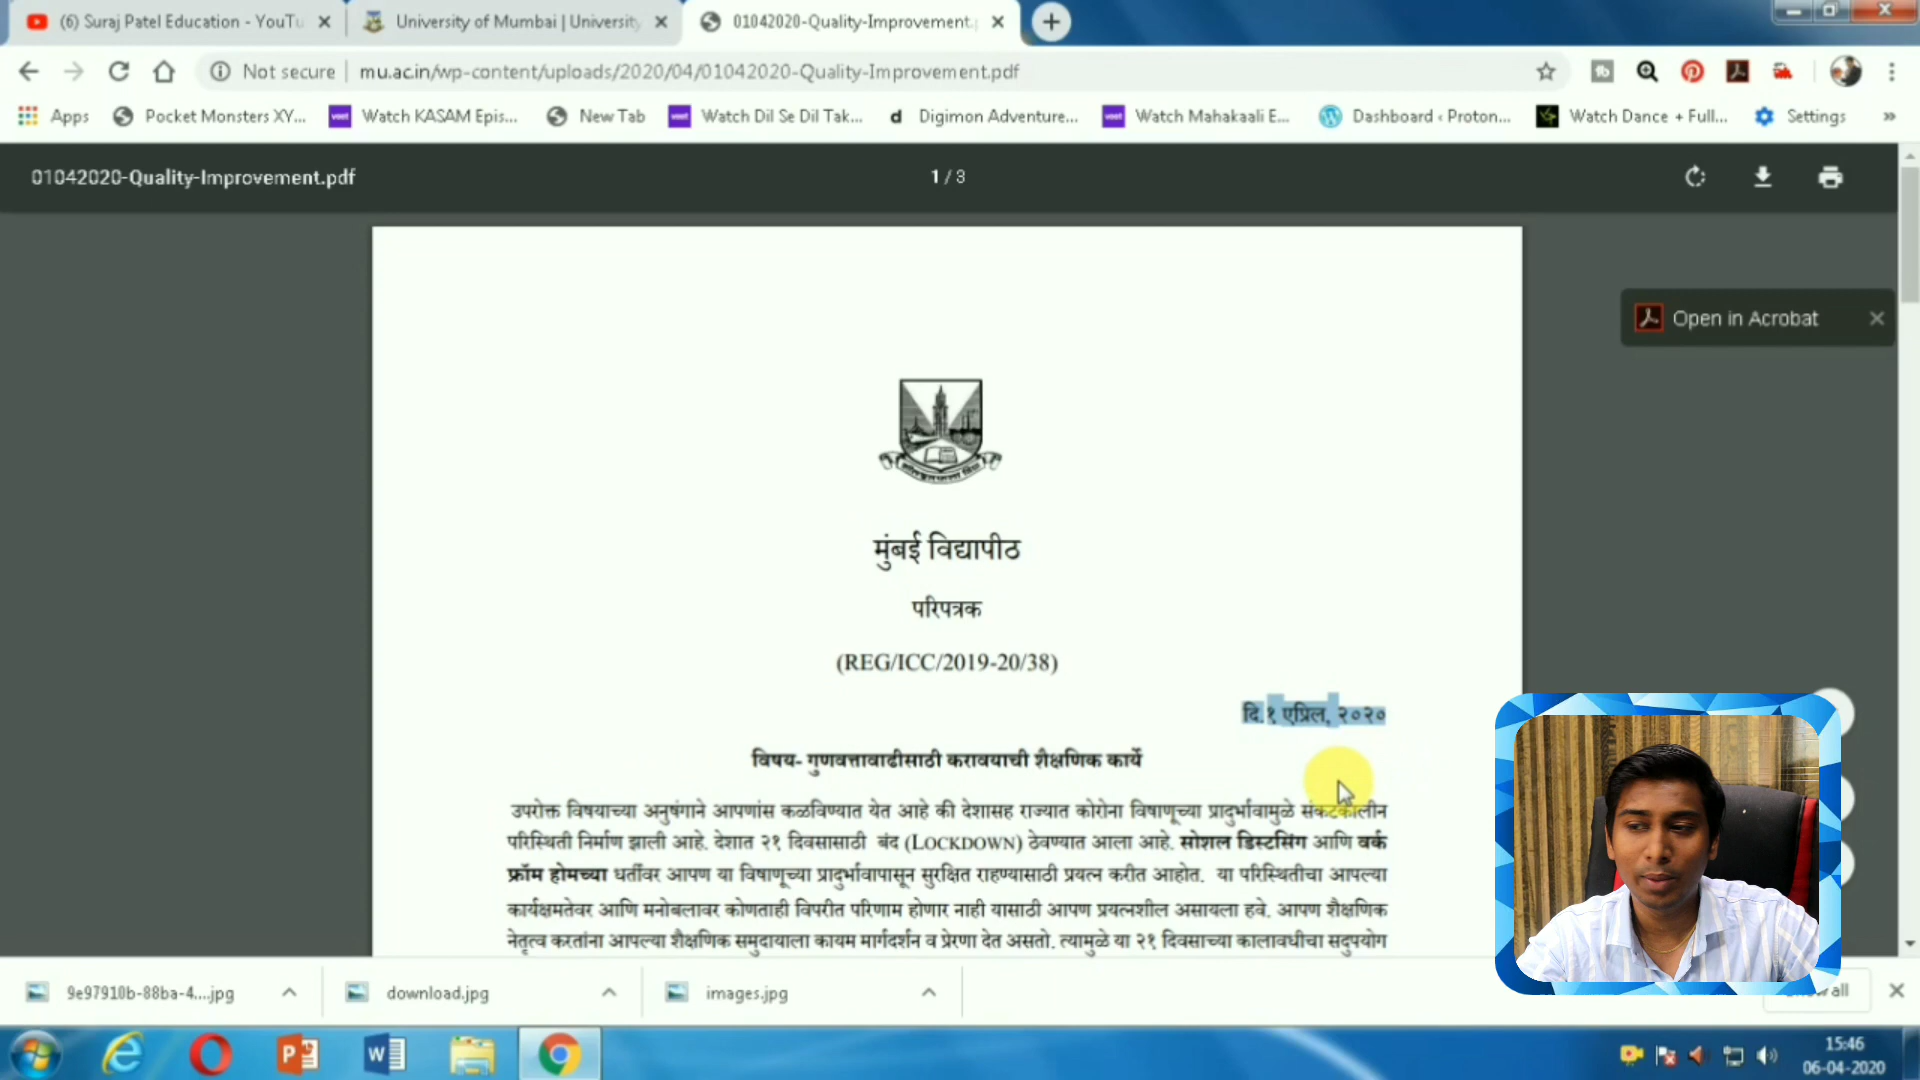 (6) Suraj Patel Education - YouTu
University of Mumbai | University
01042020-Quality-Improvement.
Not secure
mu.ac.in/wp-content/uploads/2020/04/01042020-Quality-Improvement.pdf
Apps
Pocket Monsters XY...
Watch KASAM Epis...
New Tab
Watch Dil Se Dil Tak...
Digimon Adventure...
Watch Mahakaali E...
Dashboard ‹ Proton...
Watch Dance + Full...
Settings
01042020-Quality-Improvement.pdf
1 / 3
Open in Acrobat
मुंबई विद्यापीठ
परिपत्रक
(REG/ICC/2019-20/38)
दि.१ एप्रिल, २०२०
विषय- गुणवत्तावाढीसाठी करावयाची शैक्षणिक कार्ये
उपरोक्त विषयाच्या अनुषंगाने आपणांस कळविण्यात येत आहे की देशासह राज्यात कोरोना विषाणूच्या प्रादुर्भावामुळे संकटकालीन
परिस्थिती निर्माण झाली आहे. देशात २१ दिवसासाठी बंद (LOCKDOWN) ठेवण्यात आला आहे. सोशल डिस्टसिंग आणि वर्क
फ्रॉम होमच्या धर्तीवर आपण या विषाणूच्या प्रादुर्भावापासून सुरक्षित राहण्यासाठी प्रयत्न करीत आहोत. या परिस्थितीचा आपल्या
कार्यक्षमतेवर आणि मनोबलावर कोणताही विपरीत परिणाम होणार नाही यासाठी आपण प्रयत्नशील असायला हवे. आपण शैक्षणिक
नेतृत्व करतांना आपल्या शैक्षणिक समुदायाला कायम मार्गदर्शन व प्रेरणा देत असतो. त्यामुळे या २१ दिवसाच्या कालावधीचा सदुपयोग
9e97910b-88ba-4....jpg
download.jpg
images.jpg
all
15:46
06-04-2020